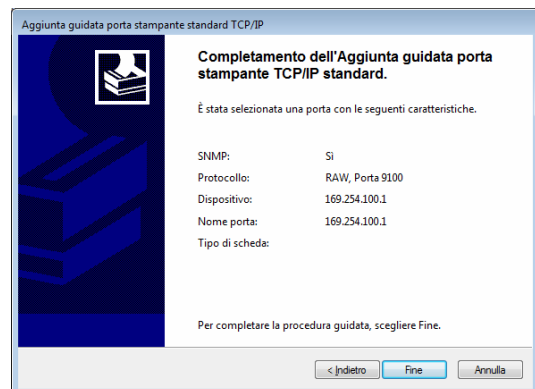 Aggiunta guidata porta stampante standard TCP/IP
Completamento dell'Aggiunta guidata porta
stampante TCP/IP standard.
È stata selezionata una porta con le seguenti caratteristiche.
SNMP: Sì
Protocollo: RAW, Porta 9100
Dispositivo: 169.254.100.1
Nome porta: 169.254.100.1
Tipo di scheda:
Per completare la procedura guidata, scegliere Fine.
< Indietro Fine Annulla